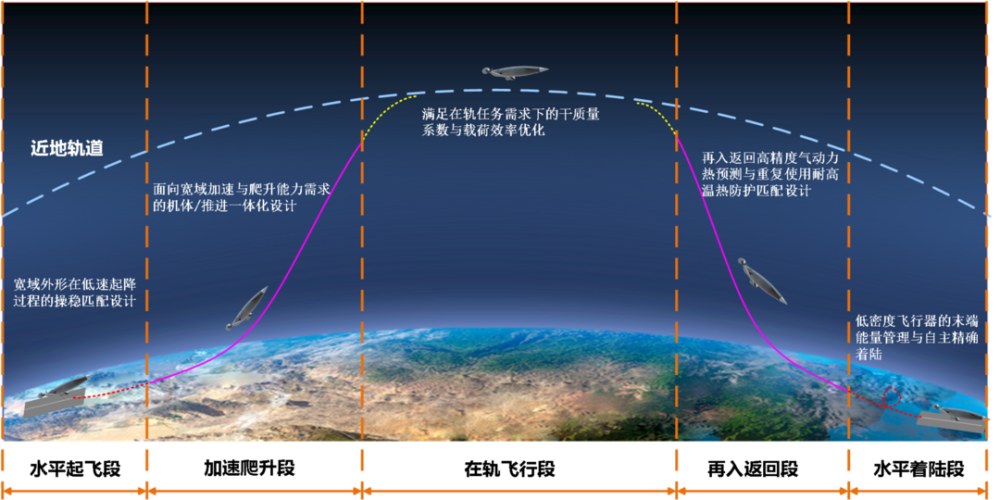 近地轨道
宽域外形在低速起降
过程的操稳匹配设计
面向宽域加速与爬升能力需求
的机体/推进一体化设计
满足在轨任务需求下的干质量
系数与载荷效率优化
再入返回高精度气动力
热预测与重复使用耐高
温热防护匹配设计
低密度飞行器的末端
能量管理与自主精确
着陆
水平起飞段
加速爬升段
在轨飞行段
再入返回段
水平着陆段